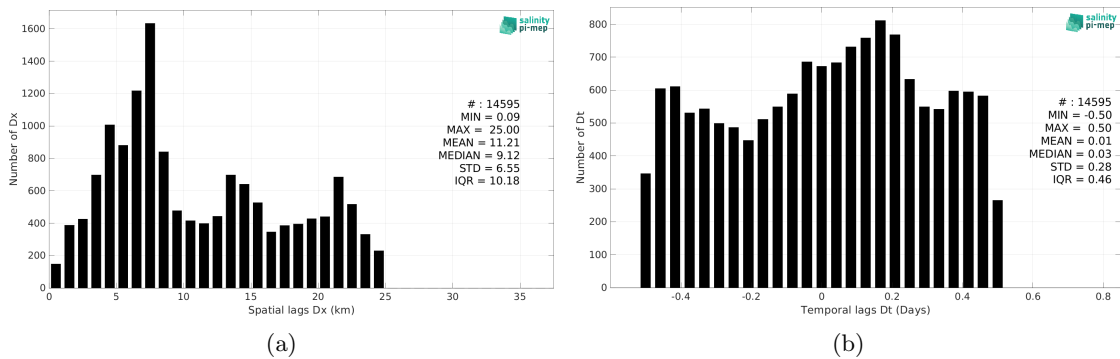 1600
1400
1200
1000
800
600
400
200
0
Number of Dx
0 5 10 15 20 25 30 35
Spatial lags Dx (km)
salinity
pi-mep
# : 14595
MIN = 0.09
MAX = 25.00
MEAN = 11.21
MEDIAN = 9.12
STD = 6.55
IQR = 10.18
(a)
800
700
600
500
400
300
200
100
0
Number of Dt
-0.4 -0.2 0 0.2 0.4 0.6 0.8
Temporal lags Dt (Days)
salinity
pi-mep
# : 14595
MIN = -0.50
MAX = 0.50
MEAN = 0.01
MEDIAN = 0.03
STD = 0.28
IQR = 0.46
(b)